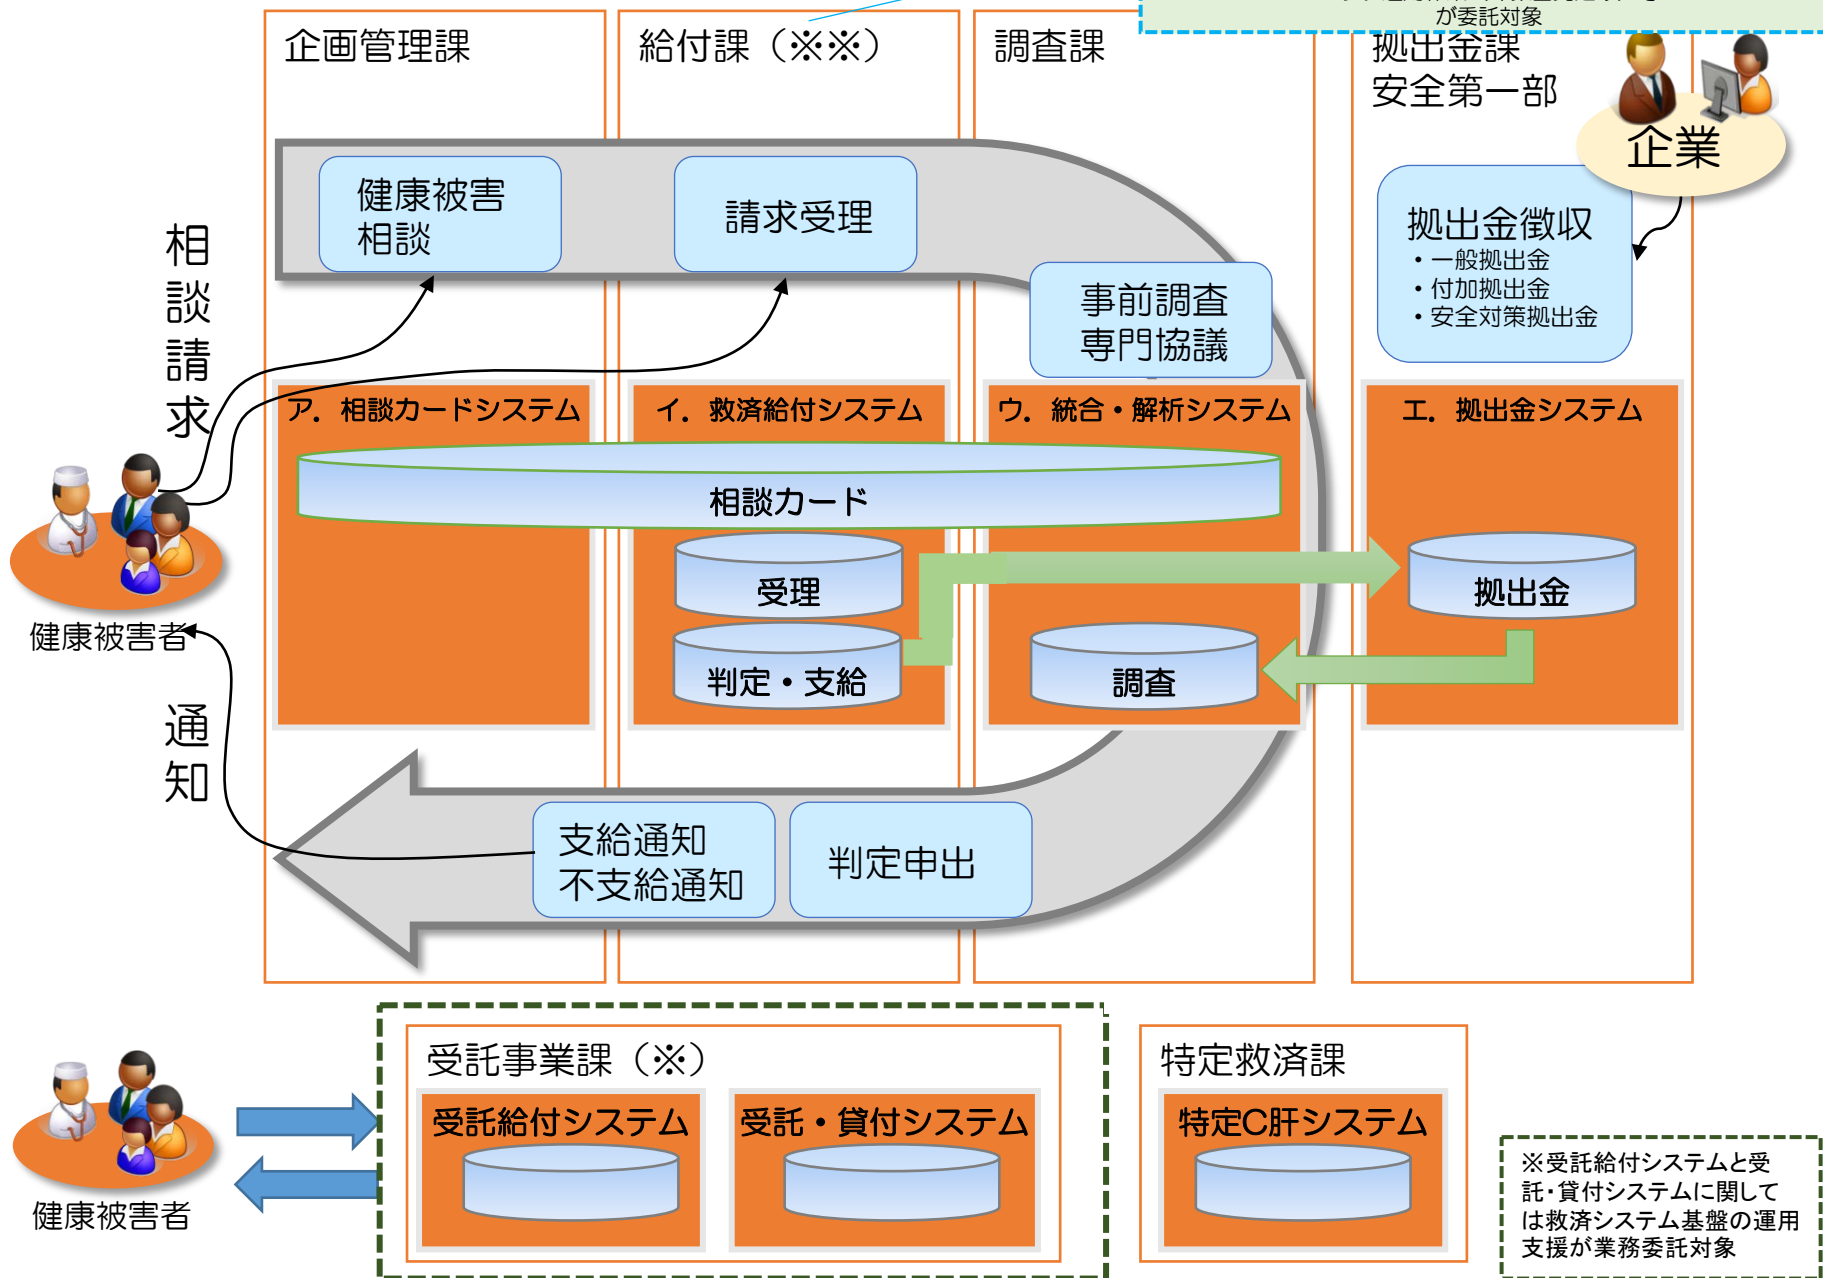 が委託対象
企画管理課
給付課（※※）
調査課
拠出金課
安全第一部
企業
健康被害
相談
請求受理
事前調査
専門協議
拠出金徴収
・一般拠出金
・付加拠出金
・安全対策拠出金
相談請求
ア．相談カードシステム
イ．救済給付システム
ウ．統合・解析システム
エ．拠出金システム
相談カード
受理
判定・支給
調査
拠出金
健康被害者
通知
支給通知
不支給通知
判定申出
受託事業課（※）
受託給付システム
受託・貸付システム
特定救済課
特定C肝システム
健康被害者
※受託給付システムと受
託・貸付システムに関して
は救済システム基盤の運用
支援が業務委託対象